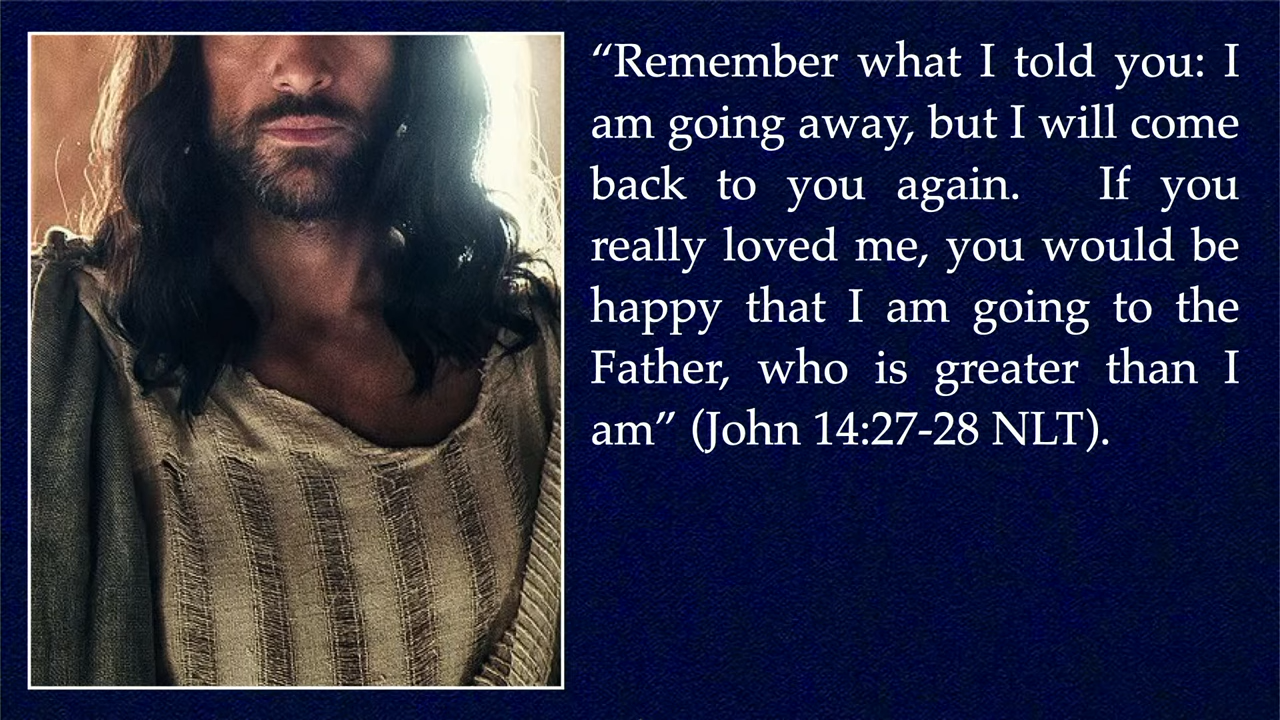 “Remember what I told you: I
am going away, but I will come
back to you again. If you
really loved me, you would be
happy that I am going to the
Father, who is greater than I
am” (John 14:27-28 NLT).